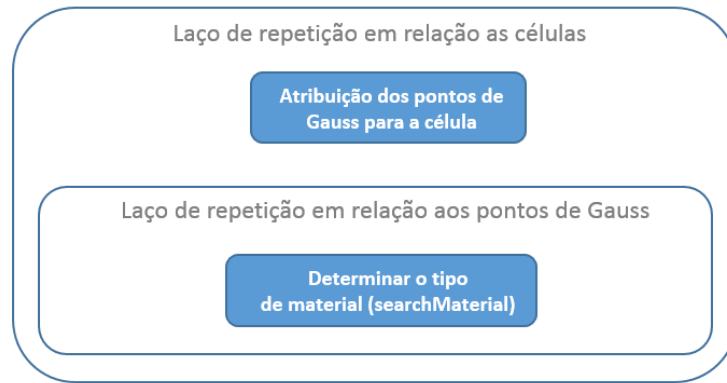 Laço de repetição em relação as células
Atribuição dos pontos de
Gauss para a célula
Laço de repetição em relação aos pontos de Gauss
Determinar o tipo
de material (searchMaterial)